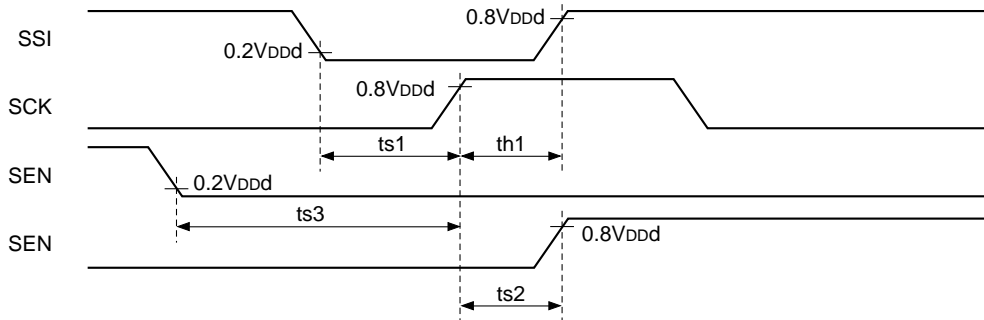 SSI
0.2VDDd
0.8VDDd
SCK
0.8VDDd
ts1
th1
SEN
0.2VDDd
ts3
SEN
0.8VDDd
ts2